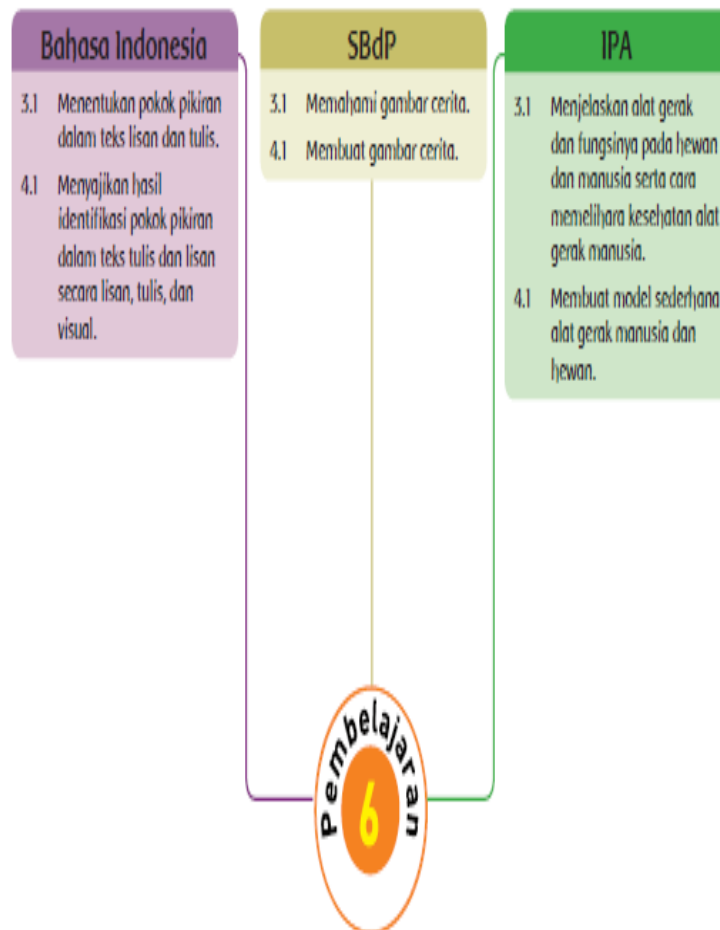 Bahasa Indonesia
3.1 Menentukan pokok pikiran
dalam teks lisan dan tulis.
4.1 Menyajikan hasil
identifikasi pokok pikiran
dalam teks tulis dan lisan
secara lisan, tulis, dan
visual.
SBdP
3.1 Memahami gambar cerita.
4.1 Membuat gambar cerita.
IPA
3.1 Menjelaskan alat gerak
dan fungsinya pada hewan
dan manusia serta cara
memelihara kesehatan alat
gerak manusia.
4.1 Membuat model sederhana
alat gerak manusia dan
hewan.
Pembelajaran
6